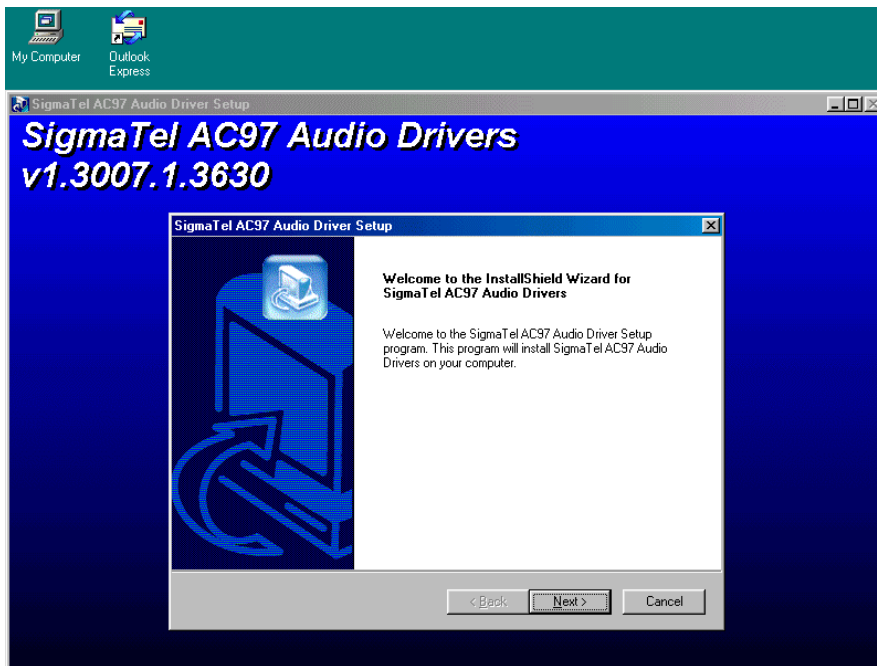 My Computer
Outlook
Express
SigmaTel AC97 Audio Driver Setup
SigmaTel AC97 Audio Drivers
v1.3007.1.3630
SigmaTel AC97 Audio Driver Setup
Welcome to the InstallShield Wizard for
SigmaTel AC97 Audio Drivers
Welcome to the SigmaTel AC97 Audio Driver Setup
program. This program will install SigmaTel AC97 Audio
Drivers on your computer.
< Back
Next >
Cancel